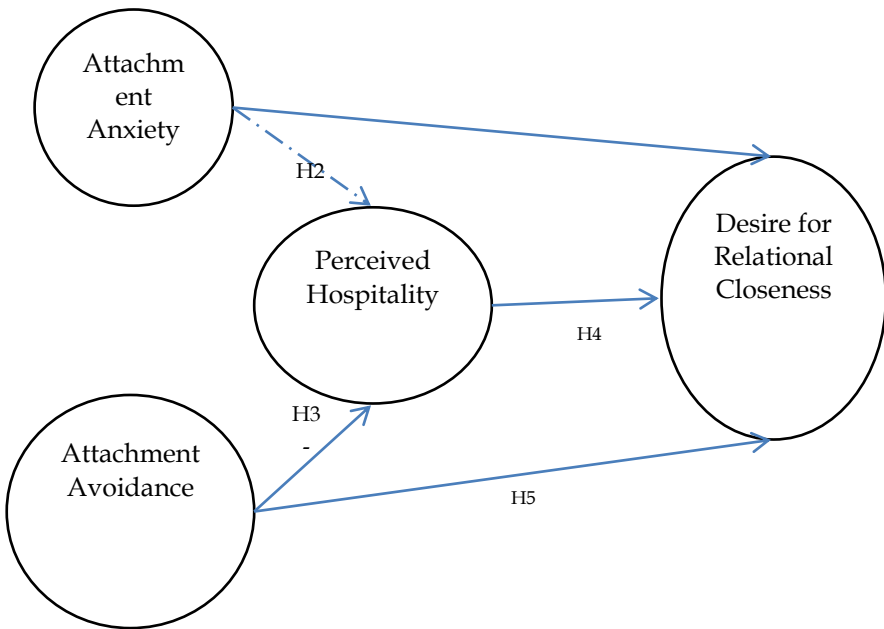 Attachm
ent
Anxiety
H2
Perceived
Hospitality
Desire for
Relational
Closeness
H4
H3
-
Attachment
Avoidance
H5